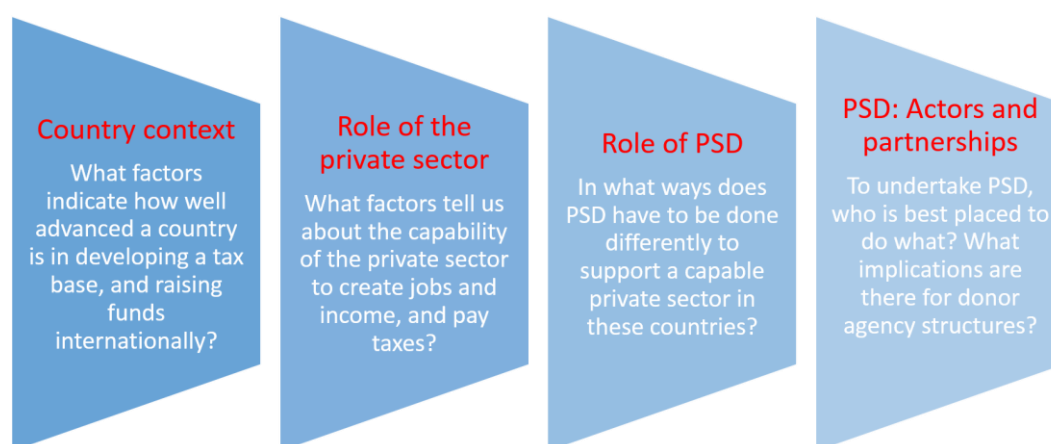 Country context
What factors
indicate how well
advanced a country
is in developing a tax
base, and raising
funds
internationally?
Role of the
private sector
What factors tell us
about the capability
of the private sector
to create jobs and
income, and pay
taxes?
Role of PSD
In what ways does
PSD have to be done
differently to
support a capable
private sector in
these countries?
PSD: Actors and
partnerships
To undertake PSD,
who is best placed to
do what? What
implications are
there for donor
agency structures?